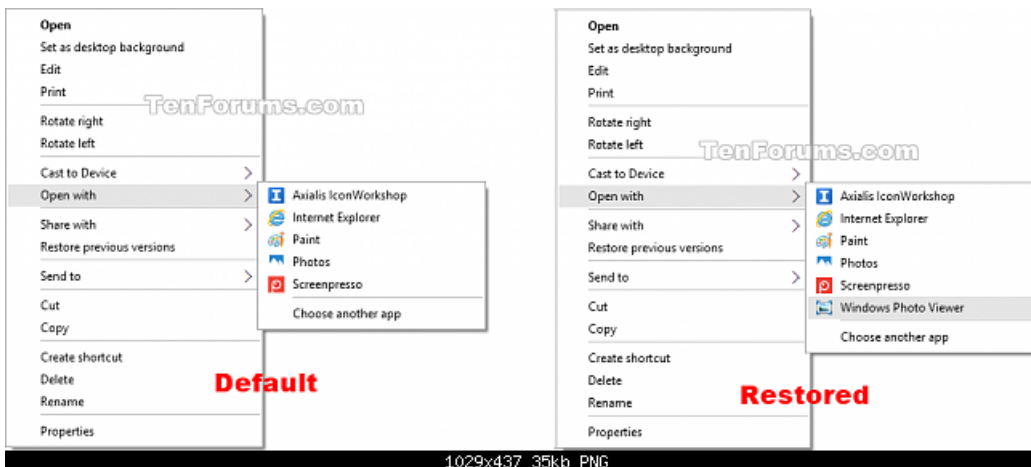 Open
Set as desktop background
Edit
Print
TenForums.com
Rotate right
Rotate left
Cast to Device
Open with
Share with
Restore previous versions
Send to
Cut
Copy
Create shortcut
Delete
Rename
Properties
Axialis IconWorkshop
Internet Explorer
Paint
Photos
Screenpresso
Choose another app
Default
Open
Set as desktop background
Edit
Print
Rotate right
Rotate left
TenForums.com
Cast to Device
Open with
Share with
Restore previous versions
Send to
Cut
Copy
Create shortcut
Delete
Rename
Properties
Axialis IconWorkshop
Internet Explorer
Paint
Photos
Screenpresso
Windows Photo Viewer
Choose another app
Restored
1029x437 35kb PNG